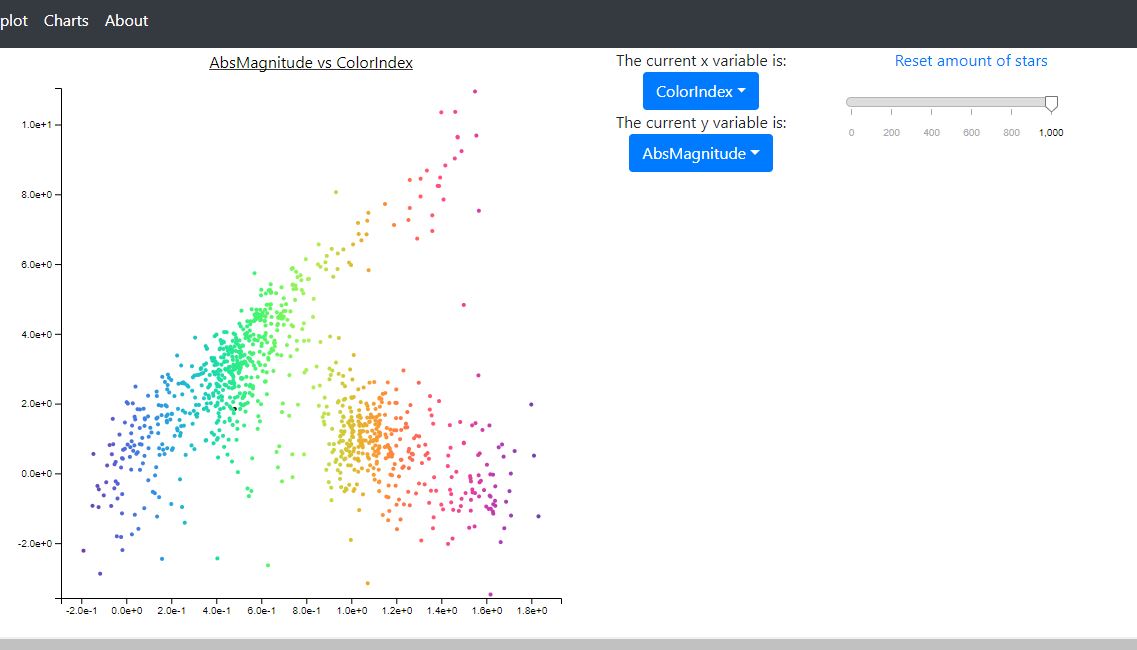 plot Charts About
AbsMagnitude vs ColorIndex
The current x variable is:
ColorIndex
The current y variable is:
AbsMagnitude
Reset amount of stars
0 200 400 600 800 1,000
1.0e+1
8.0e+0
6.0e+0
4.0e+0
2.0e+0
0.0e+0
-2.0e+0
-2.0e-1 0.0e+0 2.0e-1 4.0e-1 6.0e-1 8.0e-1 1.0e+0 1.2e+0 1.4e+0 1.6e+0 1.8e+0